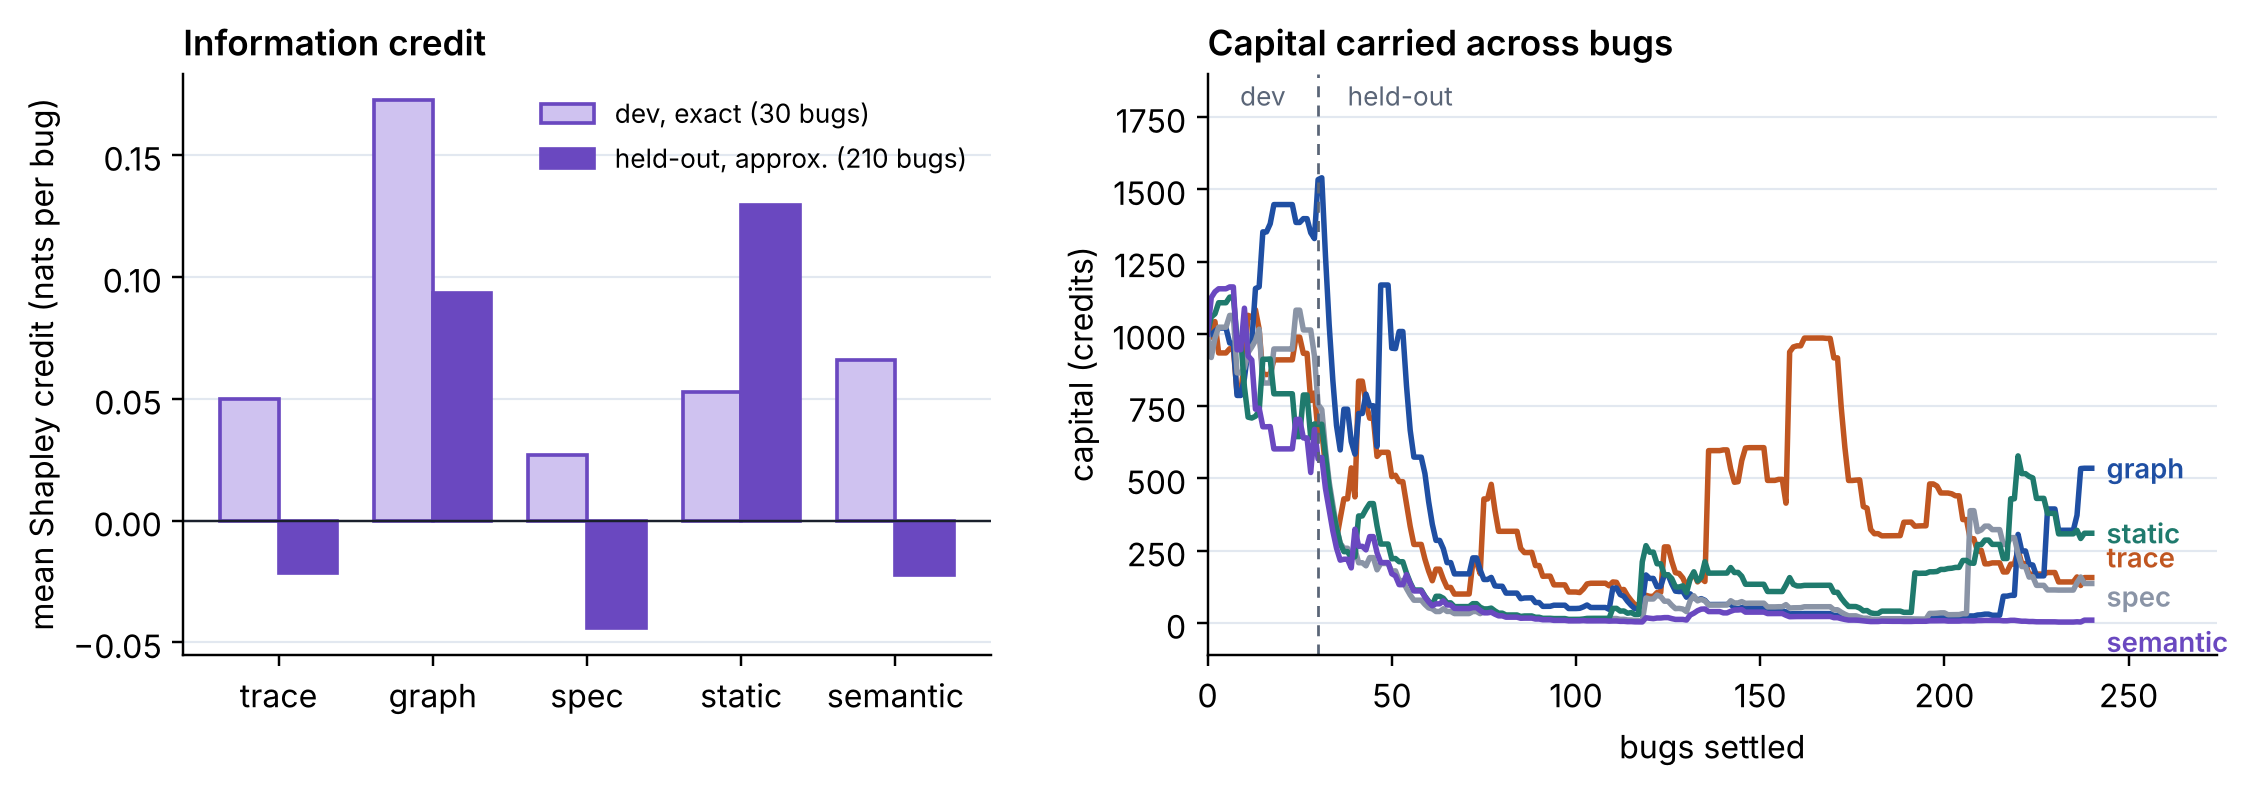 Information credit
mean Shapley credit (nats per bug)
0.15
0.10
0.05
0.00
−0.05
dev, exact (30 bugs)
held-out, approx. (210 bugs)
trace
graph
spec
static
semantic
Capital carried across bugs
capital (credits)
1750
1500
1250
1000
750
500
250
0
dev
held-out
graph
static
trace
spec
semantic
0
50
100
150
200
250
bugs settled